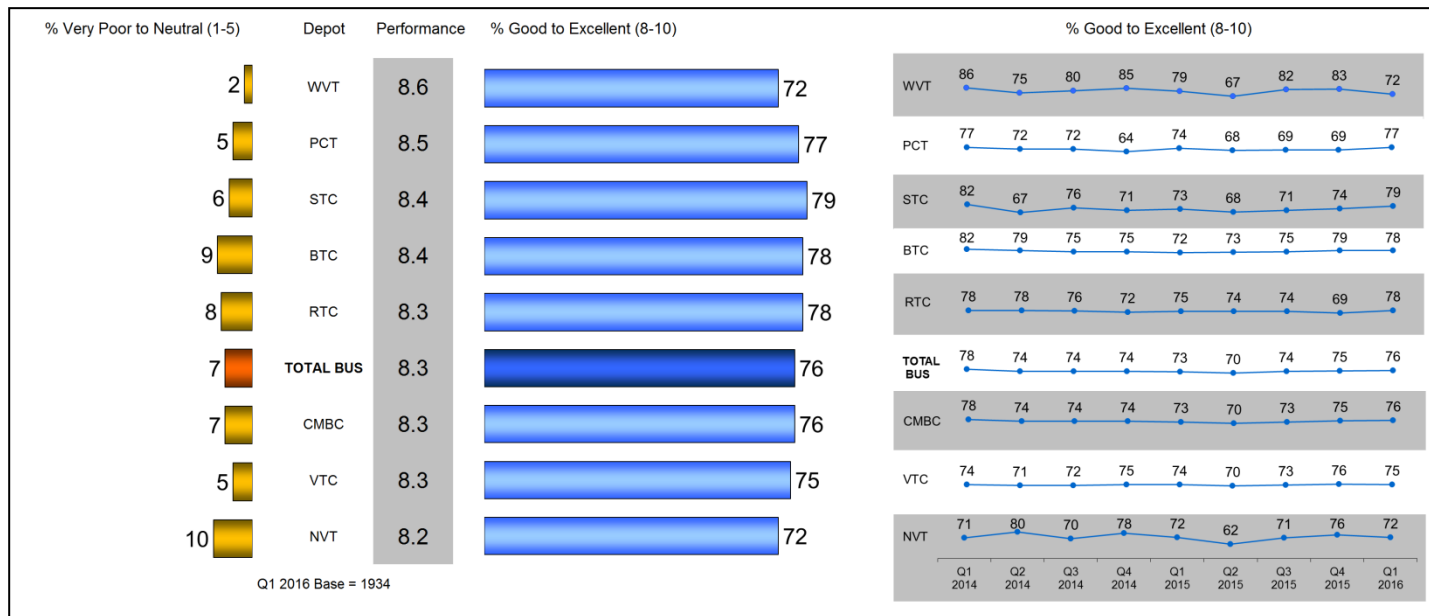 % Very Poor to Neutral (1-5) Depot Performance % Good to Excellent (8-10)
2 WVT 8.6 72
5 PCT 8.5 77
6 STC 8.4 79
9 BTC 8.4 78
8 RTC 8.3 78
7 TOTAL BUS 8.3 76
7 CMBC 8.3 76
5 VTC 8.3 75
10 NVT 8.2 72
Q1 2016 Base = 1934
% Good to Excellent (8-10)
WVT 86 75 80 85 79 67 82 83 72
PCT 77 72 72 64 74 68 69 69 77
STC 82 67 76 71 73 68 71 74 79
BTC 82 79 75 75 72 73 75 79 78
RTC 78 78 76 72 75 74 74 69 78
TOTAL BUS 78 74 74 74 73 70 74 75 76
CMBC 78 74 74 74 73 70 73 75 76
VTC 74 71 72 75 74 70 73 76 75
NVT 71 80 70 78 72 62 71 76 72
Q1 Q2 Q3 Q4 Q1 Q2 Q3 Q4 Q1
2014 2014 2014 2014 2015 2015 2015 2015 2016